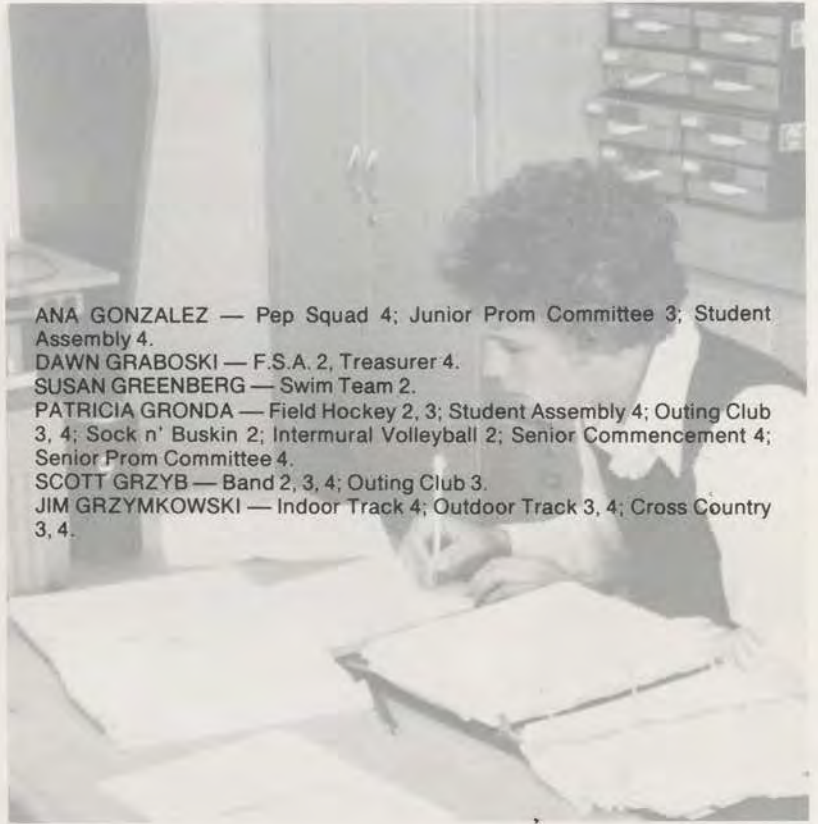 ANA GONZALEZ — Pep Squad 4; Junior Prom Committee 3; Student
Assembly 4.
DAWN GRABOSKI — F.S.A. 2, Treasurer 4.
SUSAN GREENBERG — Swim Team 2.
PATRICIA GRONDA — Field Hockey 2, 3; Student Assembly 4; Outing Club
3, 4; Sock n' Buskin 2; Intermural Volleyball 2; Senior Commencement 4;
Senior Prom Committee 4.
SCOTT GRZYB — Band 2, 3, 4; Outing Club 3.
JIM GRZYMKOWSKI — Indoor Track 4; Outdoor Track 3, 4; Cross Country
3, 4.